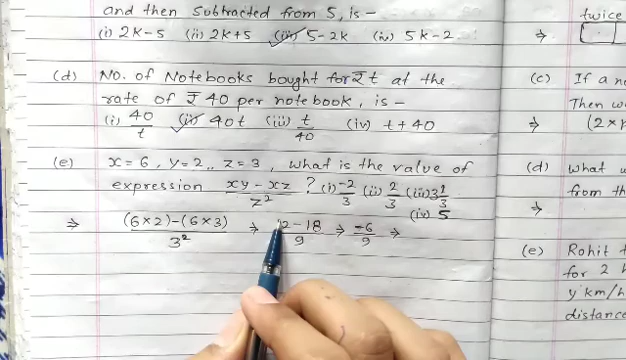 and then subtracted from 5, is -
(i) 2k-5 (ii) 2k+5 (iii) 5-2k (iv) 5k-2
(d) No. of Notebooks bought for ₹ t at the
rate of ₹ 40 per notebook, is -
(i) 40/t (ii) 40t (iii) t/40 (iv) t+40
(e) x=6, y=2, z=3, what is the value of
expression xy-xz/z² ? (i) -2/3 (ii) 2/3 (iii) 3 1/3
(iv) 5
⇒ (6×2)-(6×3)/3² ⇒ 12-18/9 ⇒ -6/9 ⇒
twice
⇒
(c) If a
Then
⇒ (2×
(d) what
from
⇒
(e) Rohit
for 2
y km/h
distance